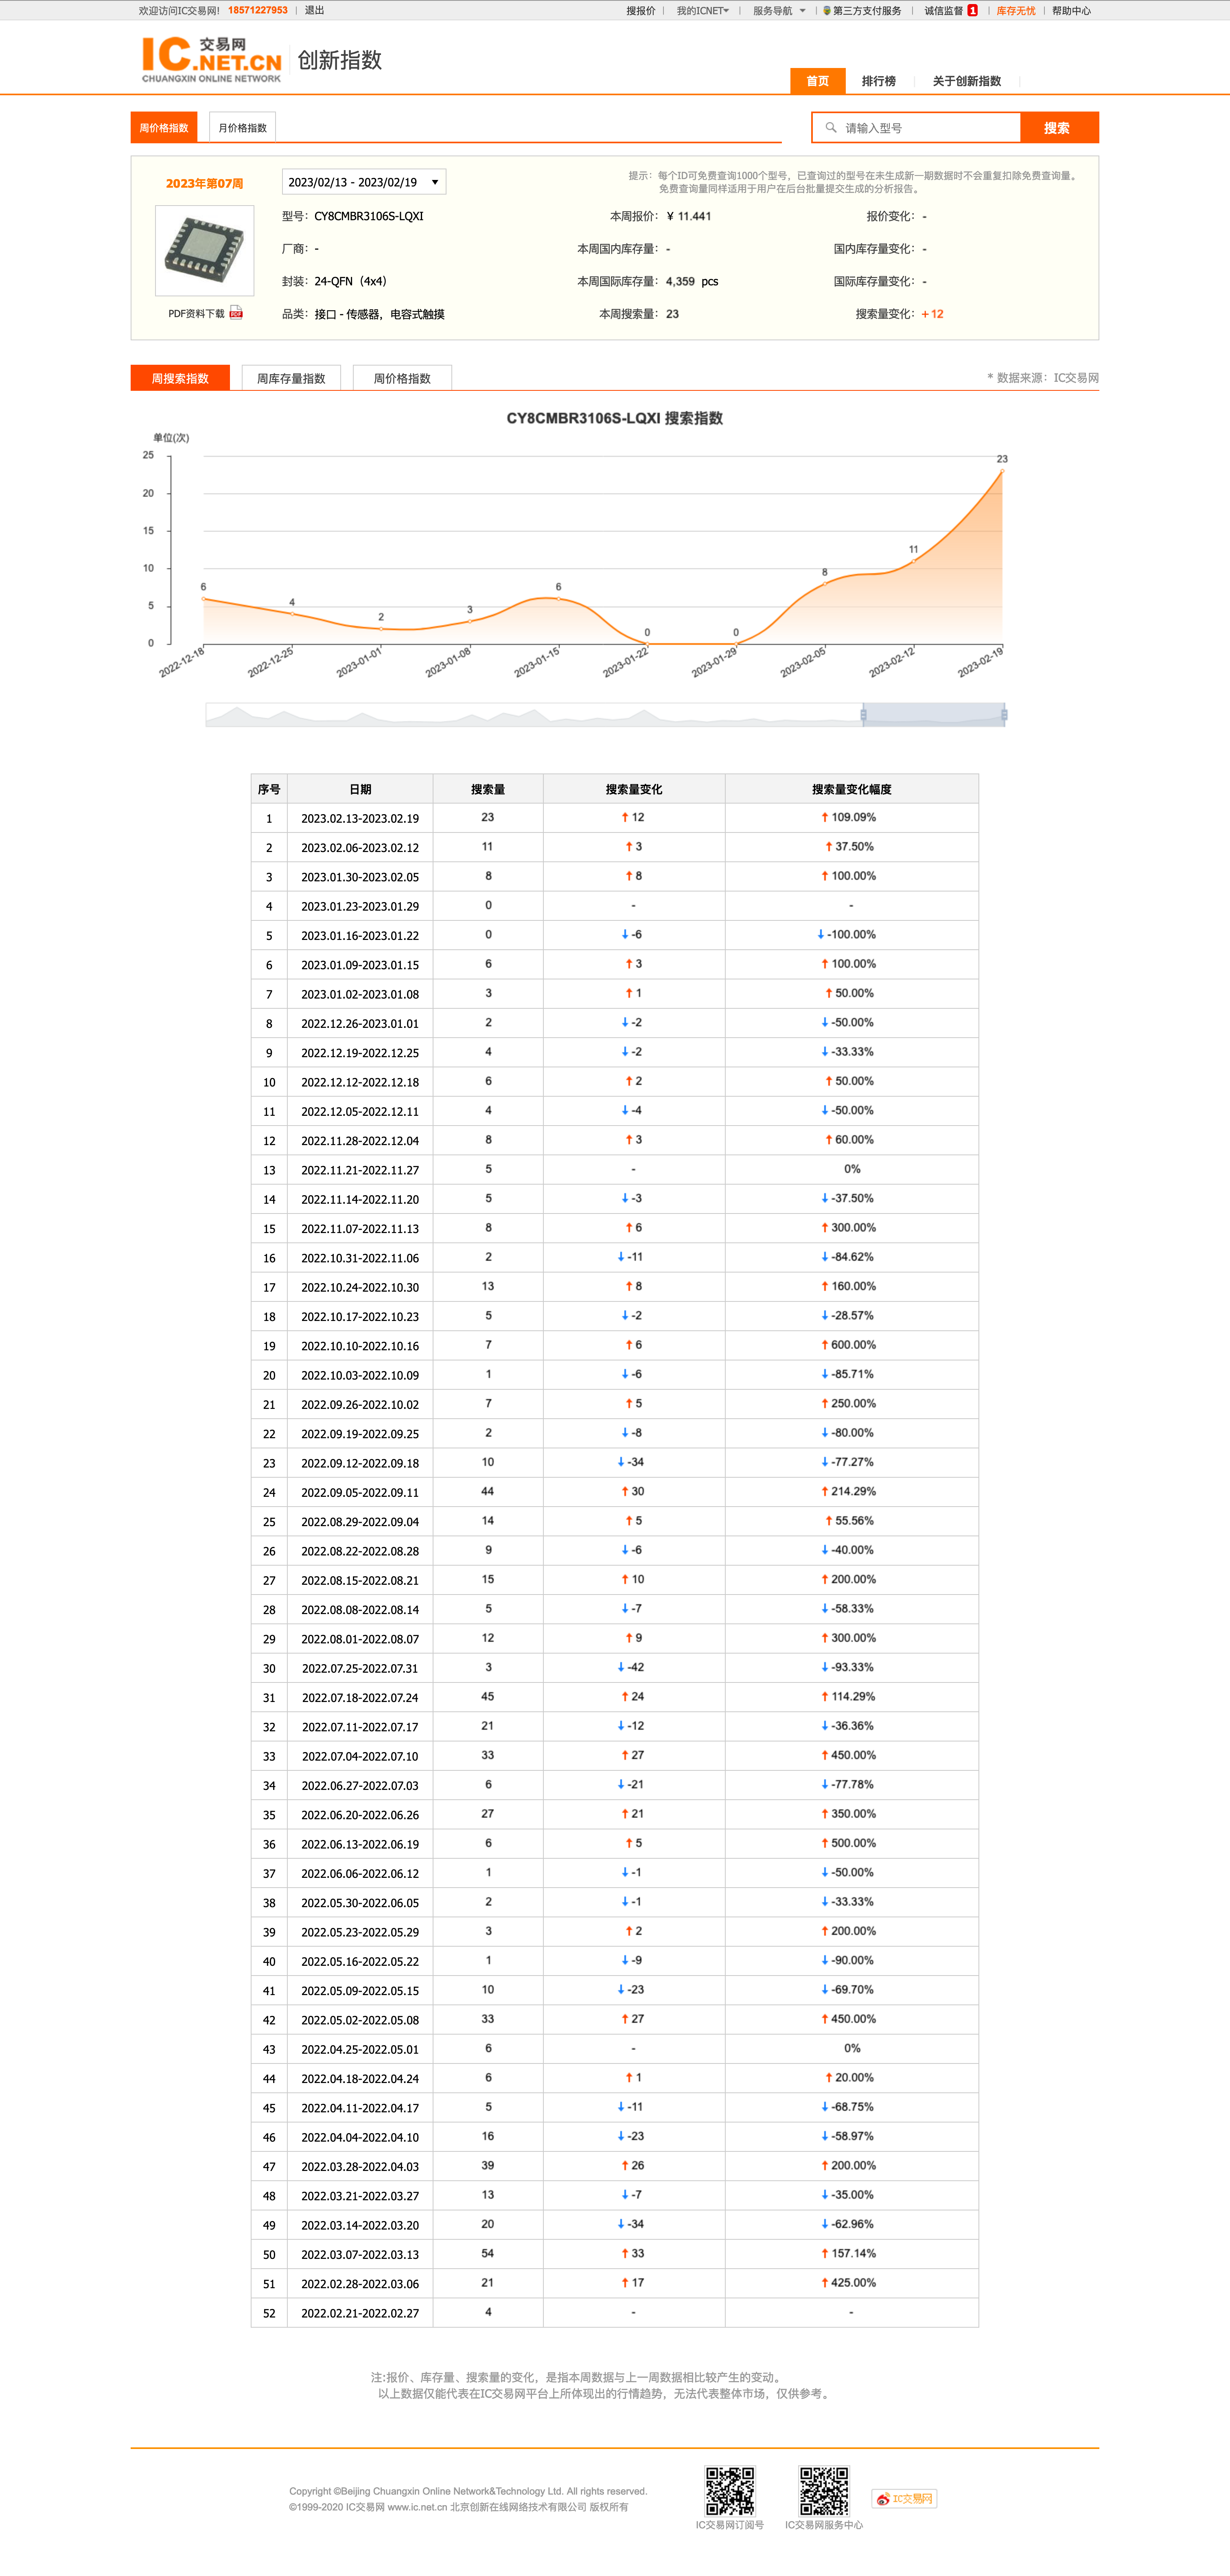 欢迎访问IC交易网! 18571227953 | 退出 搜报价 | 我的ICNET | 服务导航 | 第三方支付服务 | 诚信监督 1 | 库存无忧 | 帮助中心
IC 交易网 .NET.CN
CHUANGXIN ONLINE NETWORK
创新指数
首页 排行榜 关于创新指数
周价格指数 月价格指数 请输入型号 搜索
2023年第07周 2023/02/13 - 2023/02/19
提示：每个ID可免费查询1000个型号，已查询过的型号在未生成新一期数据时不会重复扣除免费查询量。
免费查询量同样适用于用户在后台批量提交生成的分析报告。
型号：CY8CMBR3106S-LQXI 本周报价：¥ 11.441 报价变化：-
厂商：- 本周国内库存量：- 国内库存量变化：-
封装：24-QFN（4x4） 本周国际库存量：4,359 pcs 国际库存量变化：-
PDF资料下载 PDF
品类：接口 - 传感器，电容式触摸 本周搜索量：23 搜索量变化：+12
周搜索指数 周库存量指数 周价格指数 * 数据来源：IC交易网
CY8CMBR3106S-LQXI 搜索指数
单位(次)
25
20
15
10
5
0
6 4 2 3 6 0 0 8 11 23
2022-12-18 2022-12-25 2023-01-01 2023-01-08 2023-01-15 2023-01-22 2023-01-29 2023-02-05 2023-02-12 2023-02-19
序号 日期 搜索量 搜索量变化 搜索量变化幅度
1 2023.02.13-2023.02.19 23 ↑ 12 ↑ 109.09%
2 2023.02.06-2023.02.12 11 ↑ 3 ↑ 37.50%
3 2023.01.30-2023.02.05 8 ↑ 8 ↑ 100.00%
4 2023.01.23-2023.01.29 0 - -
5 2023.01.16-2023.01.22 0 ↓ -6 ↓ -100.00%
6 2023.01.09-2023.01.15 6 ↑ 3 ↑ 100.00%
7 2023.01.02-2023.01.08 3 ↑ 1 ↑ 50.00%
8 2022.12.26-2023.01.01 2 ↓ -2 ↓ -50.00%
9 2022.12.19-2022.12.25 4 ↓ -2 ↓ -33.33%
10 2022.12.12-2022.12.18 6 ↑ 2 ↑ 50.00%
11 2022.12.05-2022.12.11 4 ↓ -4 ↓ -50.00%
12 2022.11.28-2022.12.04 8 ↑ 3 ↑ 60.00%
13 2022.11.21-2022.11.27 5 - 0%
14 2022.11.14-2022.11.20 5 ↓ -3 ↓ -37.50%
15 2022.11.07-2022.11.13 8 ↑ 6 ↑ 300.00%
16 2022.10.31-2022.11.06 2 ↓ -11 ↓ -84.62%
17 2022.10.24-2022.10.30 13 ↑ 8 ↑ 160.00%
18 2022.10.17-2022.10.23 5 ↓ -2 ↓ -28.57%
19 2022.10.10-2022.10.16 7 ↑ 6 ↑ 600.00%
20 2022.10.03-2022.10.09 1 ↓ -6 ↓ -85.71%
21 2022.09.26-2022.10.02 7 ↑ 5 ↑ 250.00%
22 2022.09.19-2022.09.25 2 ↓ -8 ↓ -80.00%
23 2022.09.12-2022.09.18 10 ↓ -34 ↓ -77.27%
24 2022.09.05-2022.09.11 44 ↑ 30 ↑ 214.29%
25 2022.08.29-2022.09.04 14 ↑ 5 ↑ 55.56%
26 2022.08.22-2022.08.28 9 ↓ -6 ↓ -40.00%
27 2022.08.15-2022.08.21 15 ↑ 10 ↑ 200.00%
28 2022.08.08-2022.08.14 5 ↓ -7 ↓ -58.33%
29 2022.08.01-2022.08.07 12 ↑ 9 ↑ 300.00%
30 2022.07.25-2022.07.31 3 ↓ -42 ↓ -93.33%
31 2022.07.18-2022.07.24 45 ↑ 24 ↑ 114.29%
32 2022.07.11-2022.07.17 21 ↓ -12 ↓ -36.36%
33 2022.07.04-2022.07.10 33 ↑ 27 ↑ 450.00%
34 2022.06.27-2022.07.03 6 ↓ -21 ↓ -77.78%
35 2022.06.20-2022.06.26 27 ↑ 21 ↑ 350.00%
36 2022.06.13-2022.06.19 6 ↑ 5 ↑ 500.00%
37 2022.06.06-2022.06.12 1 ↓ -1 ↓ -50.00%
38 2022.05.30-2022.06.05 2 ↓ -1 ↓ -33.33%
39 2022.05.23-2022.05.29 3 ↑ 2 ↑ 200.00%
40 2022.05.16-2022.05.22 1 ↓ -9 ↓ -90.00%
41 2022.05.09-2022.05.15 10 ↓ -23 ↓ -69.70%
42 2022.05.02-2022.05.08 33 ↑ 27 ↑ 450.00%
43 2022.04.25-2022.05.01 6 - 0%
44 2022.04.18-2022.04.24 6 ↑ 1 ↑ 20.00%
45 2022.04.11-2022.04.17 5 ↓ -11 ↓ -68.75%
46 2022.04.04-2022.04.10 16 ↓ -23 ↓ -58.97%
47 2022.03.28-2022.04.03 39 ↑ 26 ↑ 200.00%
48 2022.03.21-2022.03.27 13 ↓ -7 ↓ -35.00%
49 2022.03.14-2022.03.20 20 ↓ -34 ↓ -62.96%
50 2022.03.07-2022.03.13 54 ↑ 33 ↑ 157.14%
51 2022.02.28-2022.03.06 21 ↑ 17 ↑ 425.00%
52 2022.02.21-2022.02.27 4 - -
注:报价、库存量、搜索量的变化，是指本周数据与上一周数据相比较产生的变动。
以上数据仅能代表在IC交易网平台上所体现出的行情趋势，无法代表整体市场，仅供参考。
Copyright ©Beijing Chuangxin Online Network&Technology Ltd. All rights reserved.
©1999-2020 IC交易网 www.ic.net.cn 北京创新在线网络技术有限公司 版权所有
IC交易网订阅号 IC交易网服务中心 IC交易网